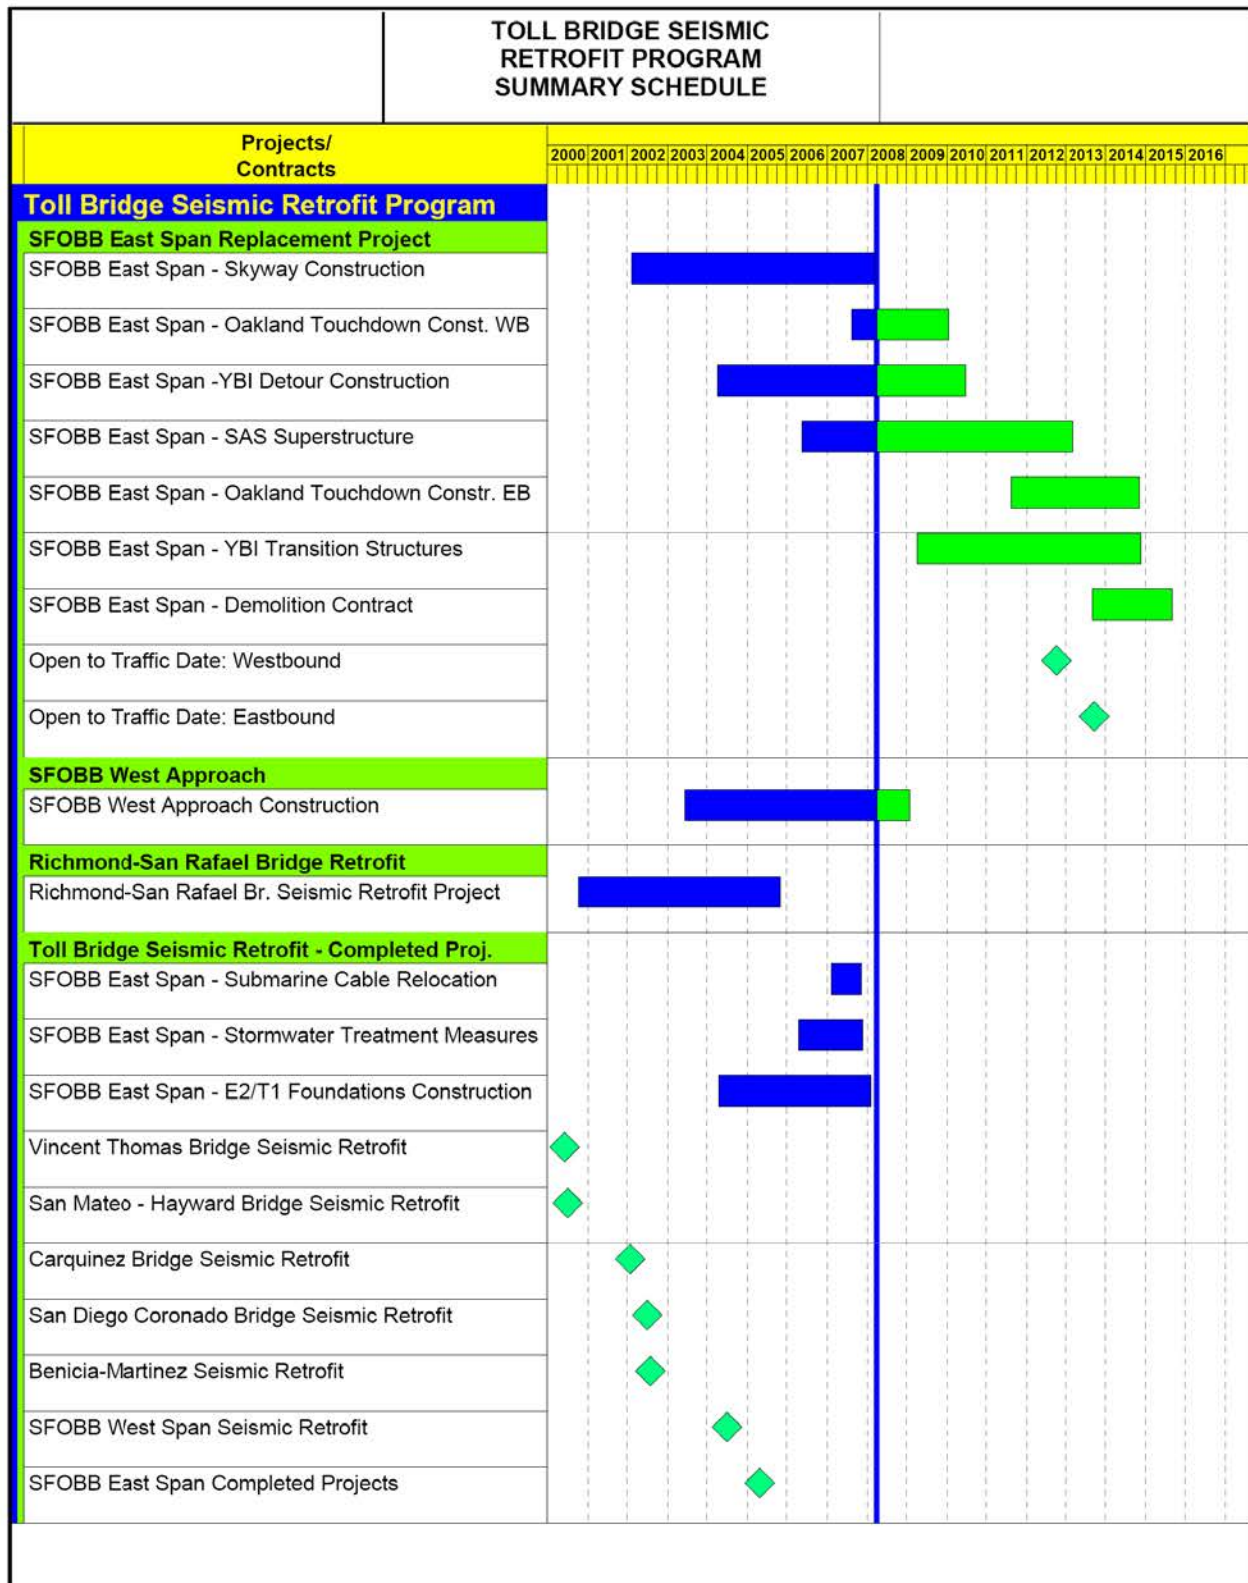 TOLL BRIDGE SEISMIC
RETROFIT PROGRAM
SUMMARY SCHEDULE
Projects/
Contracts
2000 2001 2002 2003 2004 2005 2006 2007 2008 2009 2010 2011 2012 2013 2014 2015 2016
Toll Bridge Seismic Retrofit Program
SFOBB East Span Replacement Project
SFOBB East Span - Skyway Construction
SFOBB East Span - Oakland Touchdown Const. WB
SFOBB East Span -YBI Detour Construction
SFOBB East Span - SAS Superstructure
SFOBB East Span - Oakland Touchdown Constr. EB
SFOBB East Span - YBI Transition Structures
SFOBB East Span - Demolition Contract
Open to Traffic Date: Westbound
Open to Traffic Date: Eastbound
SFOBB West Approach
SFOBB West Approach Construction
Richmond-San Rafael Bridge Retrofit
Richmond-San Rafael Br. Seismic Retrofit Project
Toll Bridge Seismic Retrofit - Completed Proj.
SFOBB East Span - Submarine Cable Relocation
SFOBB East Span - Stormwater Treatment Measures
SFOBB East Span - E2/T1 Foundations Construction
Vincent Thomas Bridge Seismic Retrofit
San Mateo - Hayward Bridge Seismic Retrofit
Carquinez Bridge Seismic Retrofit
San Diego Coronado Bridge Seismic Retrofit
Benicia-Martinez Seismic Retrofit
SFOBB West Span Seismic Retrofit
SFOBB East Span Completed Projects